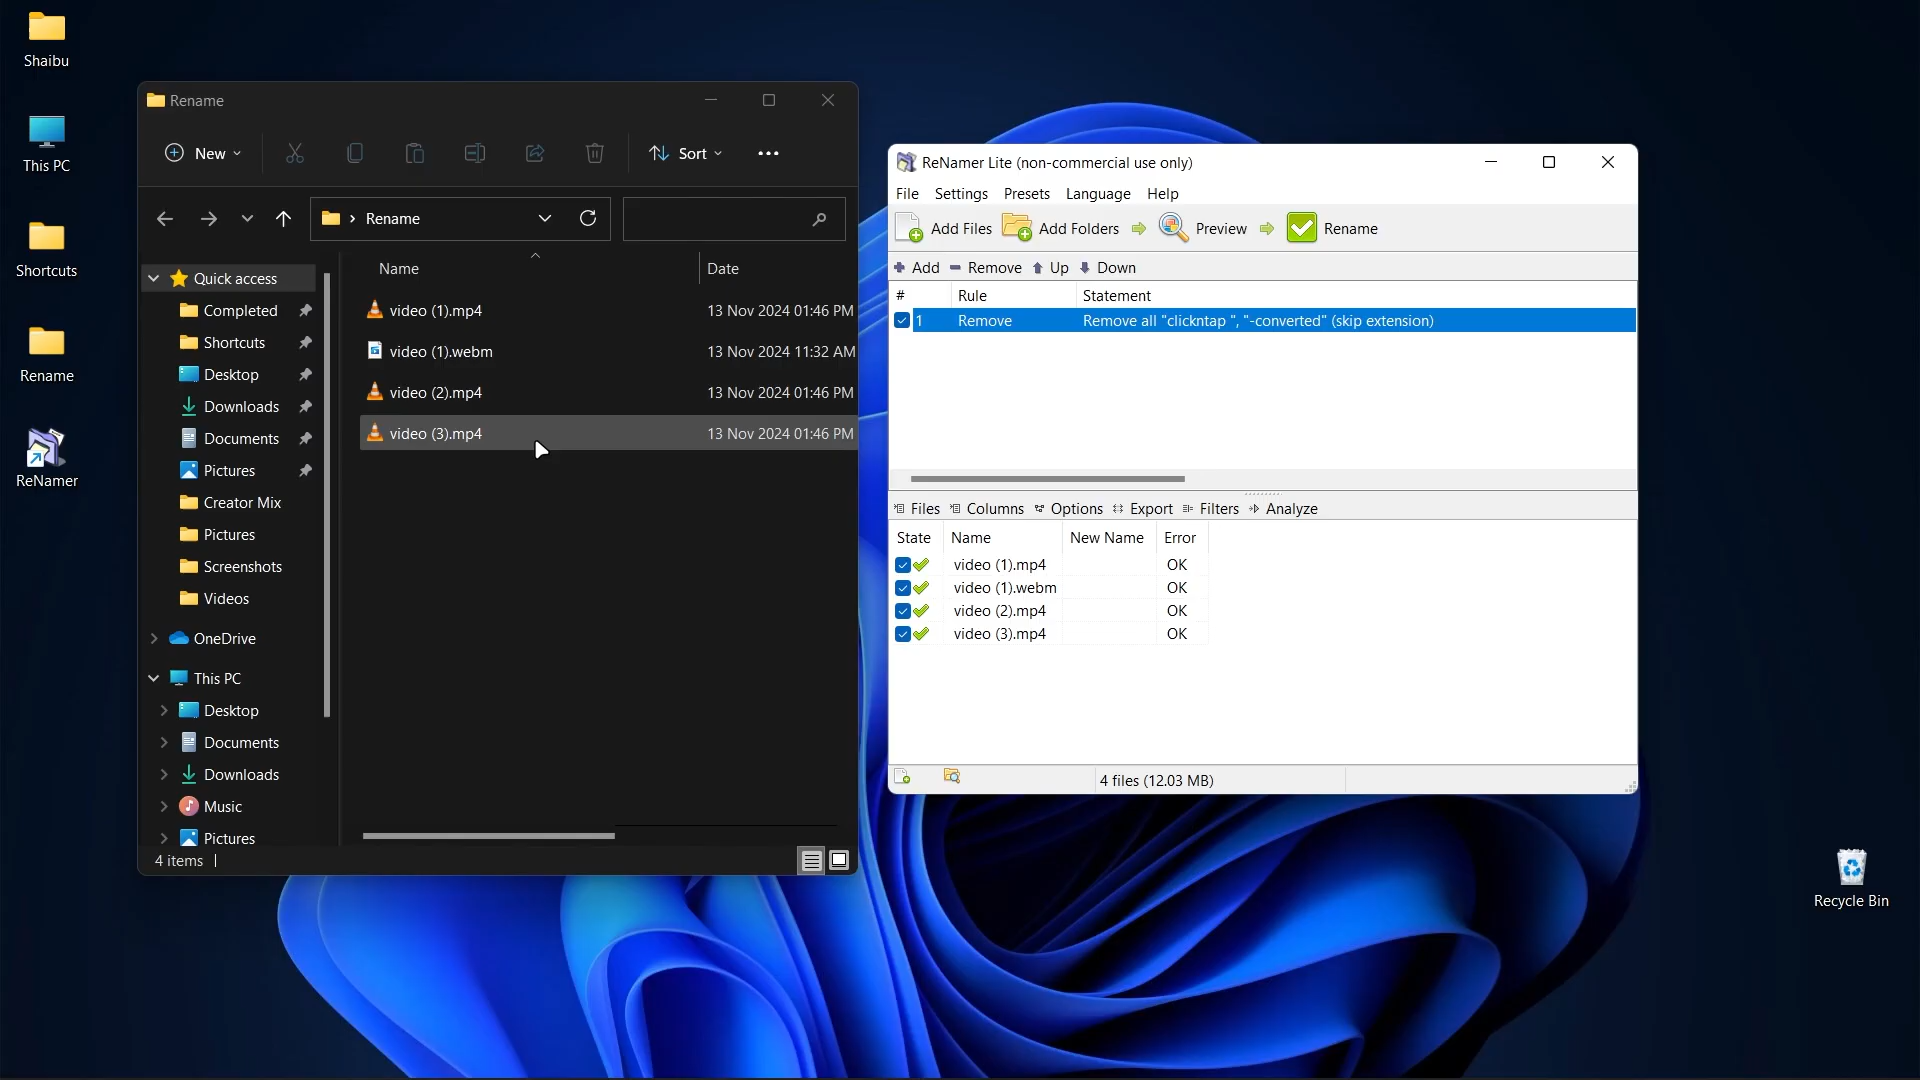 Shaibu
This PC
Shortcuts
Rename
ReNamer
Rename
New
Sort
Rename
Name
Date
video (1).mp4 13 Nov 2024 01:46 PM
video (1).webm 13 Nov 2024 11:32 AM
video (2).mp4 13 Nov 2024 01:46 PM
video (3).mp4 13 Nov 2024 01:46 PM
Quick access
Completed
Shortcuts
Desktop
Downloads
Documents
Pictures
Creator Mix
Pictures
Screenshots
Videos
OneDrive
This PC
Desktop
Documents
Downloads
Music
Pictures
4 items
ReNamer Lite (non-commercial use only)
File Settings Presets Language Help
Add Files Add Folders Preview Rename
Add Remove Up Down
# Rule Statement
1 Remove Remove all "clickntap ", "-converted" (skip extension)
Files Columns Options Export Filters Analyze
State Name New Name Error
video (1).mp4 OK
video (1).webm OK
video (2).mp4 OK
video (3).mp4 OK
4 files (12.03 MB)
Recycle Bin